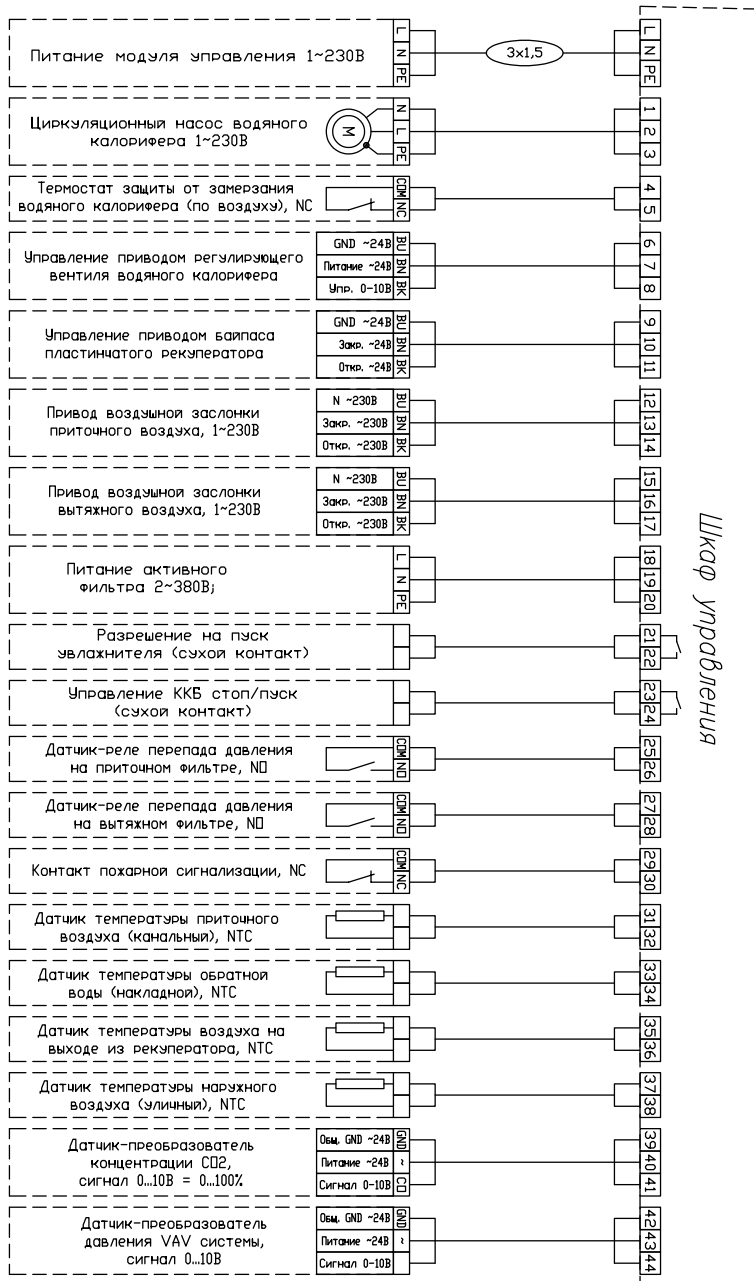 Питание модуля управления 1~230В
L
N
PE
3х1,5
L
N
PE
Циркуляционный насос водяного
калорифера 1~230В
M
N
L
PE
1
2
3
Термостат защиты от замерзания
водяного калорифера (по воздуху), NC
COM
NC
4
5
Управление приводом регулирующего
вентиля водяного калорифера
GND ~24В
BU
Питание ~24В
BN
Упр. 0-10В
BK
6
7
8
Управление приводом байпаса
пластинчатого рекуператора
GND ~24В
BU
Закр. ~24В
BN
Откр. ~24В
BK
9
10
11
Привод воздушной заслонки
приточного воздуха, 1~230В
N ~230В
BU
Закр. ~230В
BN
Откр. ~230В
BK
12
13
14
Привод воздушной заслонки
вытяжного воздуха, 1~230В
N ~230В
BU
Закр. ~230В
BN
Откр. ~230В
BK
15
16
17
Питание активного
фильтра 2~380В;
L
N
PE
18
19
20
Разрешение на пуск
увлажнителя (сухой контакт)
21
22
Управление ККБ стоп/пуск
(сухой контакт)
23
24
Датчик-реле перепада давления
на приточном фильтре, NO
COM
NO
25
26
Датчик-реле перепада давления
на вытяжном фильтре, NO
COM
NO
27
28
Контакт пожарной сигнализации, NC
COM
NC
29
30
Датчик температуры приточного
воздуха (канальный), NTC
31
32
Датчик температуры обратной
воды (накладной), NTC
33
34
Датчик температуры воздуха на
выходе из рекуператора, NTC
35
36
Датчик температуры наружного
воздуха (уличный), NTC
37
38
Датчик-преобразователь
концентрации СО2,
сигнал 0...10В = 0...100%
Общ. GND ~24В
GND
Питание ~24В
~
Сигнал 0-10В
CO
39
40
41
Датчик-преобразователь
давления VAV системы,
сигнал 0...10В
Общ. GND ~24В
GND
Питание ~24В
~
Сигнал 0-10В
42
43
44
Шкаф управления